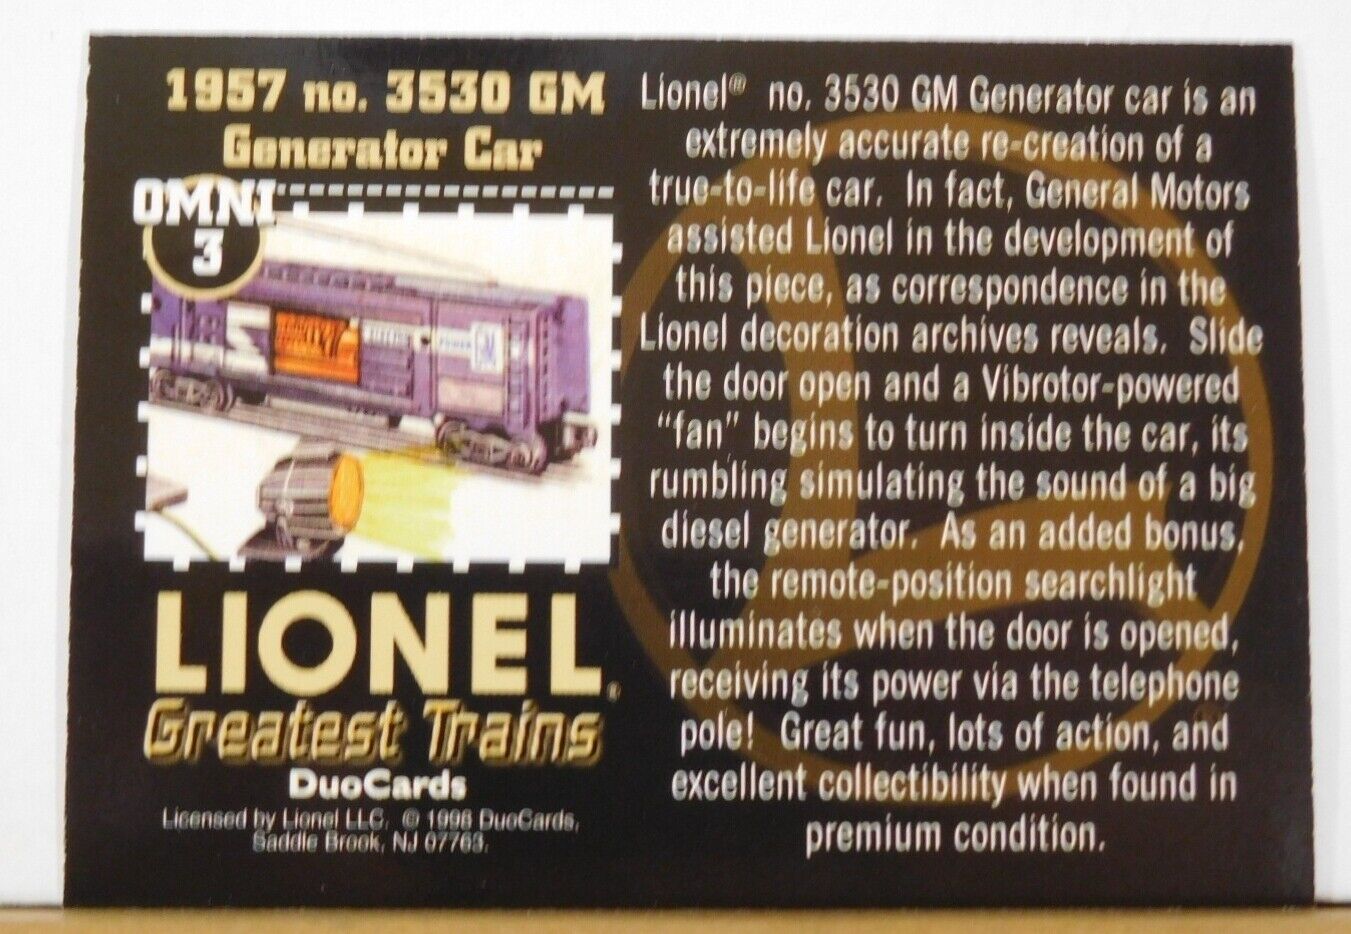 1957 no. 3530 GM
Generator Car
OMNI
3
LIONEL®
Greatest Trains
DuoCards
Licensed by Lionel LLC. © 1998 DuoCards,
Saddle Brook, NJ 07763.
Lionel® no. 3530 GM Generator car is an
extremely accurate re-creation of a
true-to-life car. In fact, General Motors
assisted Lionel in the development of
this piece, as correspondence in the
Lionel decoration archives reveals. Slide
the door open and a Vibrotor-powered
"fan" begins to turn inside the car, its
rumbling simulating the sound of a big
diesel generator. As an added bonus,
the remote-position searchlight
illuminates when the door is opened,
receiving its power via the telephone
pole! Great fun, lots of action, and
excellent collectibility when found in
premium condition.